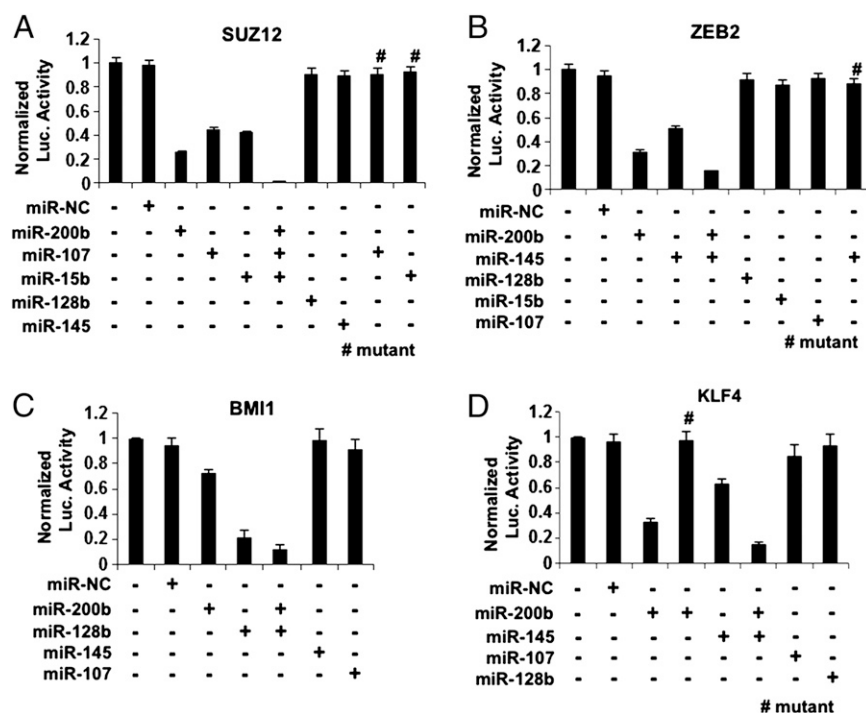 A
SUZ12
Normalized
Luc. Activity
1.2
1
0.8
0.6
0.4
0.2
0
# #
miR-NC - + - - - - - - - -
miR-200b - - + - - + - - - -
miR-107 - - - + - + - - + -
miR-15b - - - - + + - - - +
miR-128b - - - - - - + - - -
miR-145 - - - - - - - + - -
# mutant
B
ZEB2
Normalized
Luc. Activity
1.2
1
0.8
0.6
0.4
0.2
0
#
miR-NC - + - - - - - - -
miR-200b - - + - + - - - -
miR-145 - - - + + - - - +
miR-128b - - - - - + - - -
miR-15b - - - - - - + - -
miR-107 - - - - - - - + -
# mutant
C
BMI1
Normalized
Luc. Activity
1.2
1
0.8
0.6
0.4
0.2
0
miR-NC - + - - - - -
miR-200b - - + - + - -
miR-128b - - - + + - -
miR-145 - - - - - + -
miR-107 - - - - - - +
D
KLF4
Normalized
Luc. Activity
1.2
1
0.8
0.6
0.4
0.2
0
#
miR-NC - + - - - - - -
miR-200b - - + + - + - -
miR-145 - - - - + + - -
miR-107 - - - - - - + -
miR-128b - - - - - - - +
# mutant